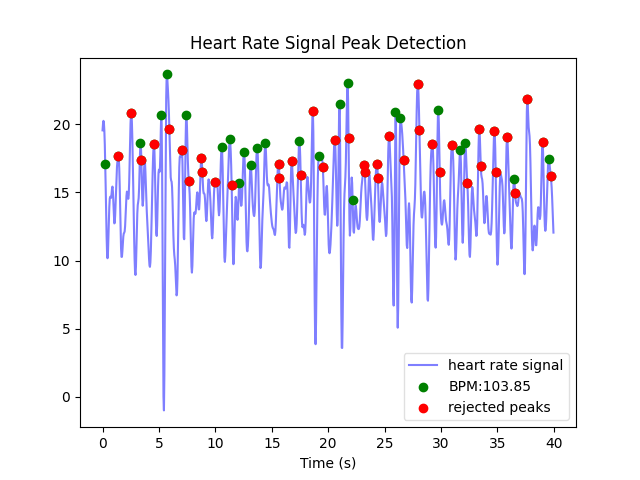 Heart Rate Signal Peak Detection
20
15
10
5
0
heart rate signal
BPM:103.85
rejected peaks
0 5 10 15 20 25 30 35 40
Time (s)